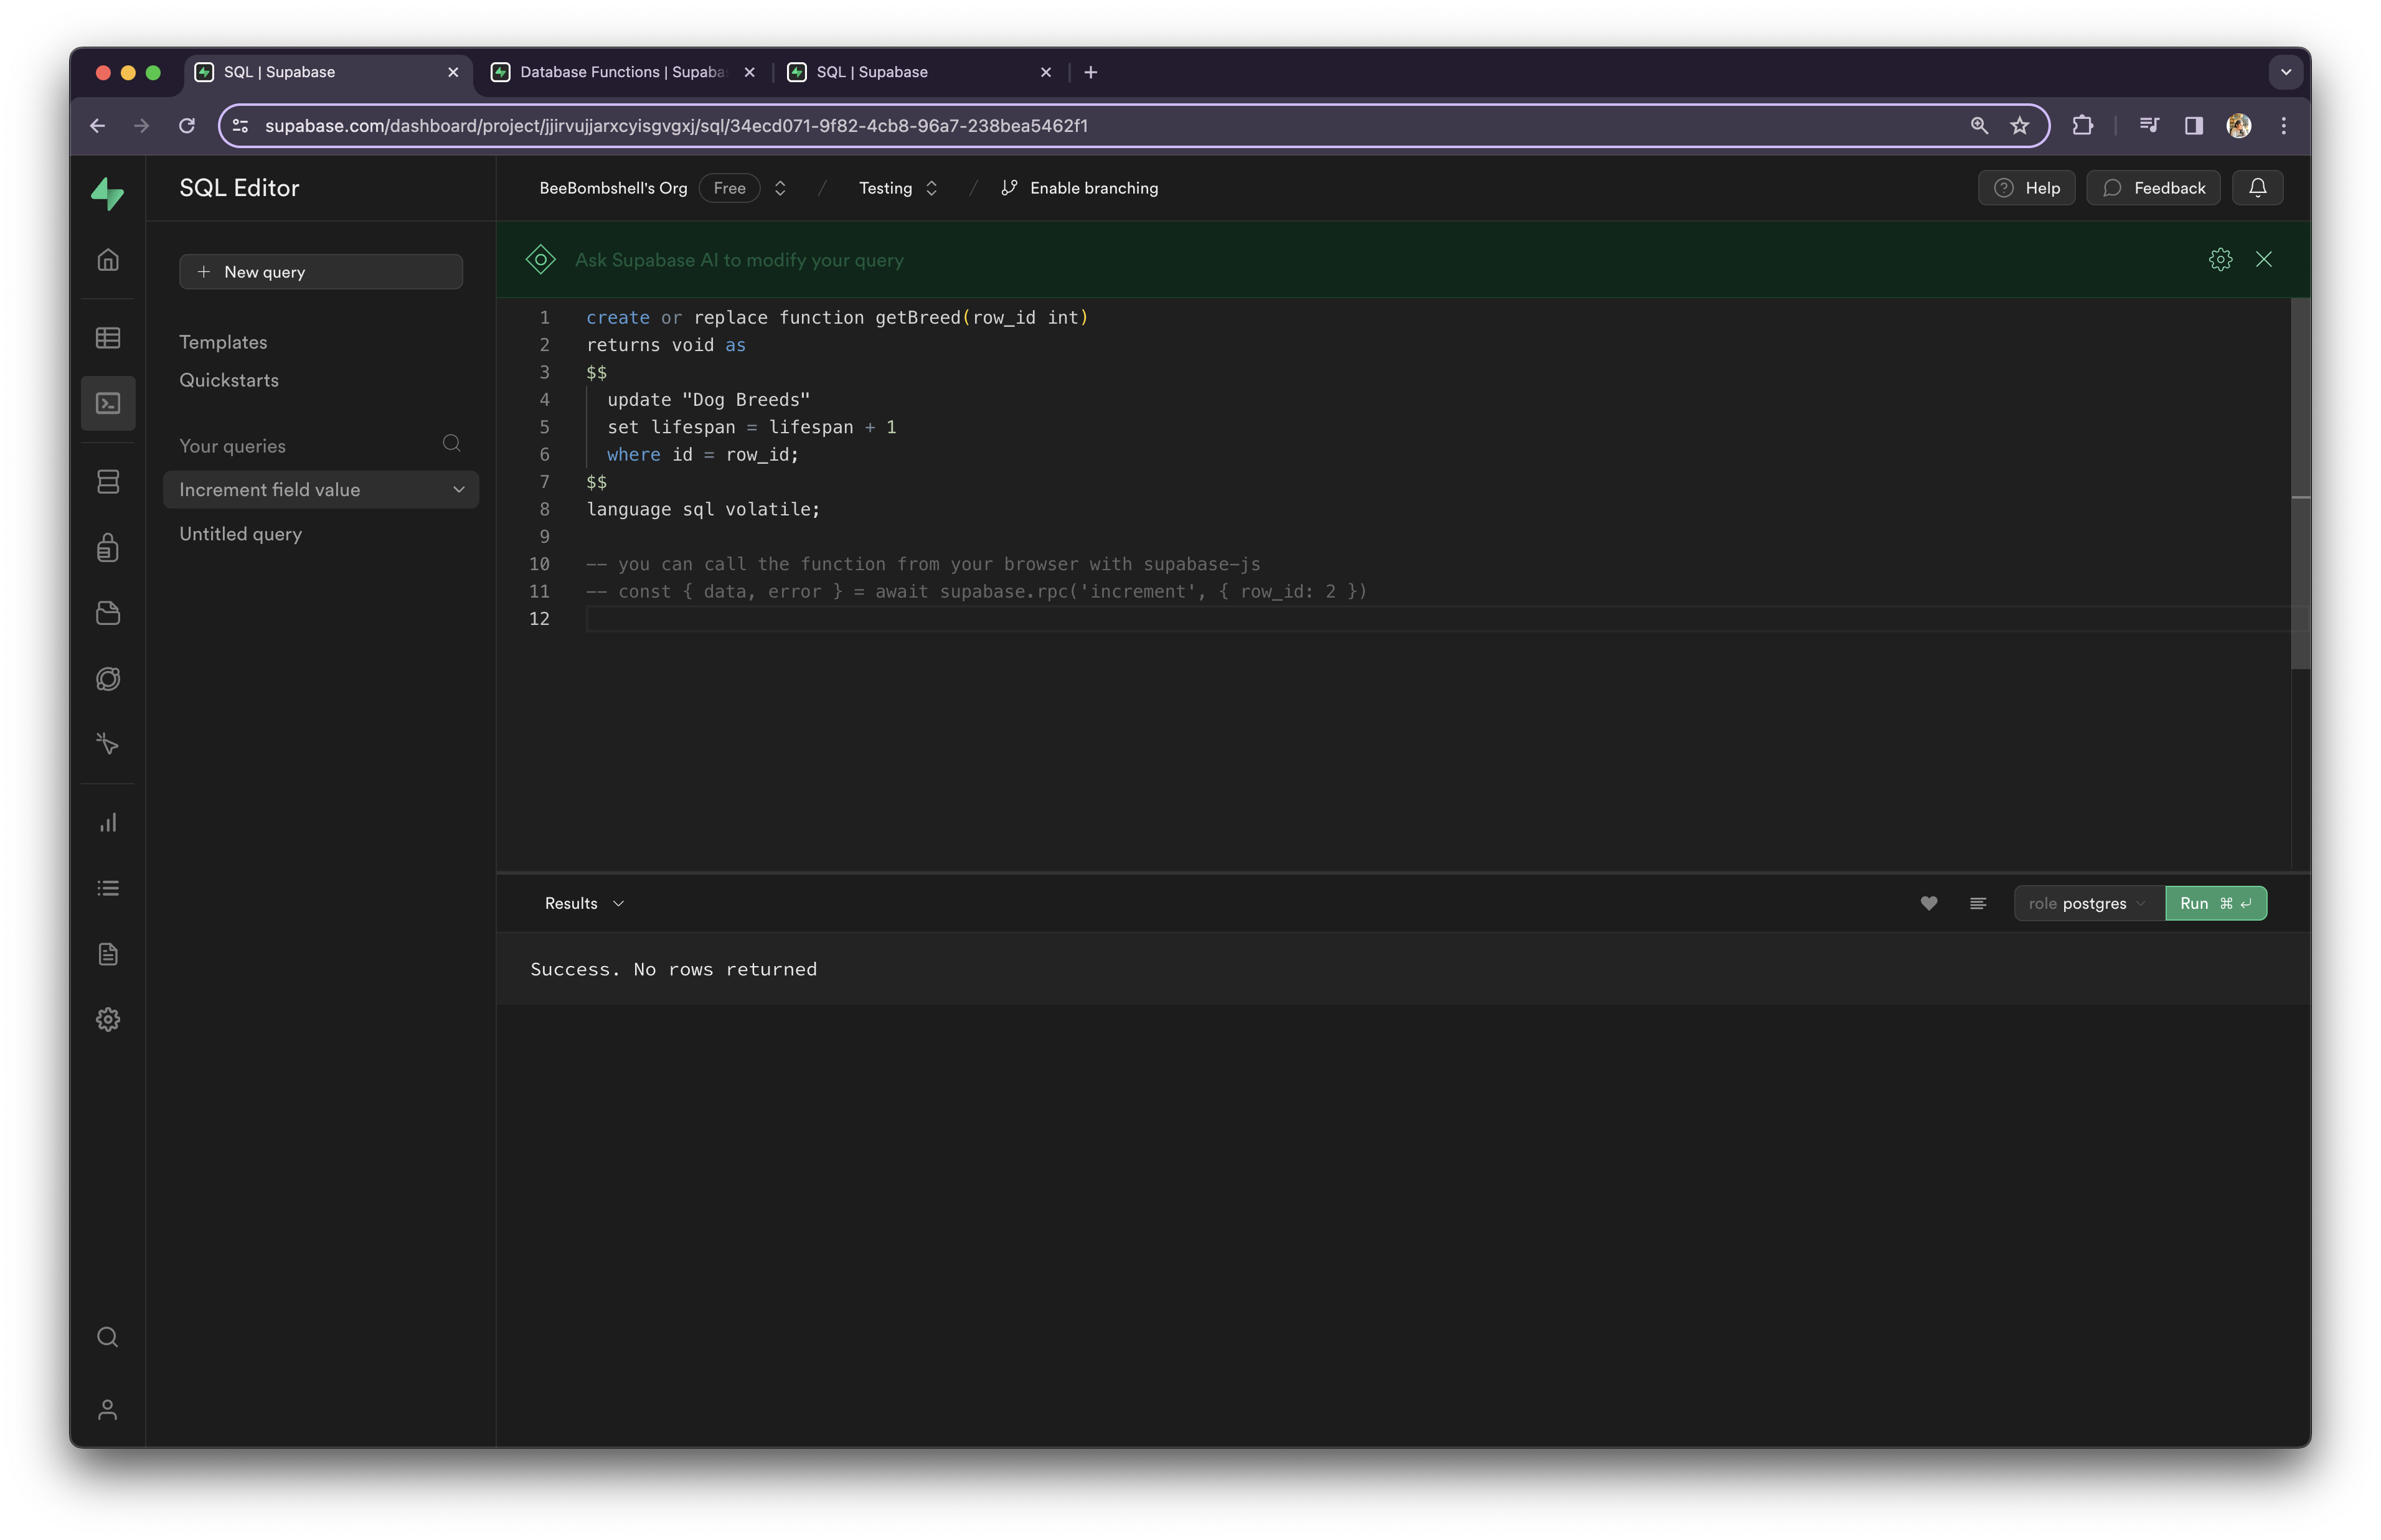 SQL | Supabase
Database Functions | Supaba
SQL | Supabase
supabase.com/dashboard/project/jjirvujjarxcyisgvgxj/sql/34ecd071-9f82-4cb8-96a7-238bea5462f1
SQL Editor
BeeBombshell's Org Free / Testing / Enable branching
Help
Feedback
New query
Templates
Quickstarts
Your queries
Increment field value
Untitled query
Ask Supabase AI to modify your query
1 create or replace function getBreed(row_id int)
2 returns void as
3 $$
4 update "Dog Breeds"
5 set lifespan = lifespan + 1
6 where id = row_id;
7 $$
8 language sql volatile;
9
10 -- you can call the function from your browser with supabase-js
11 -- const { data, error } = await supabase.rpc('increment', { row_id: 2 })
12
Results
role postgres
Run ⌘ ↵
Success. No rows returned